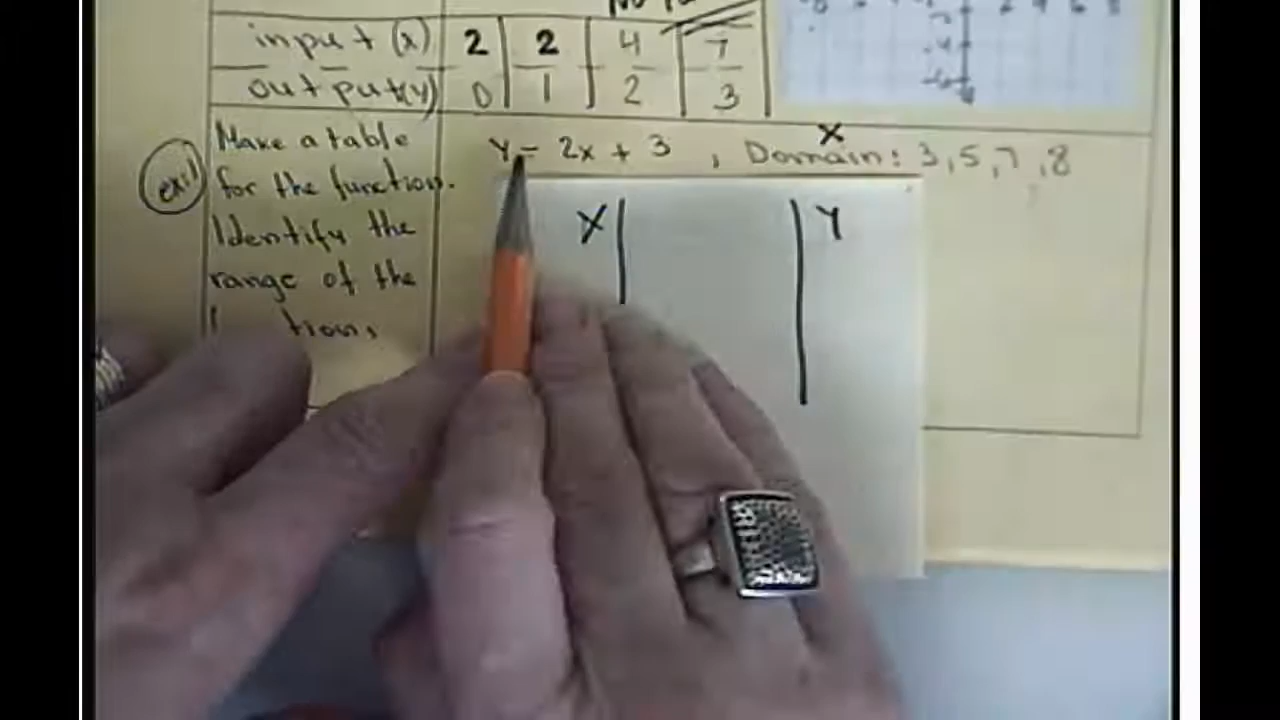 input (x) 2 2 4 7
output (y) 0 1 2 3
X
Make a table y = 2x + 3 , Domain: 3, 5, 7, 8
ex:1
for the function.
X Y
Identify the
range of the